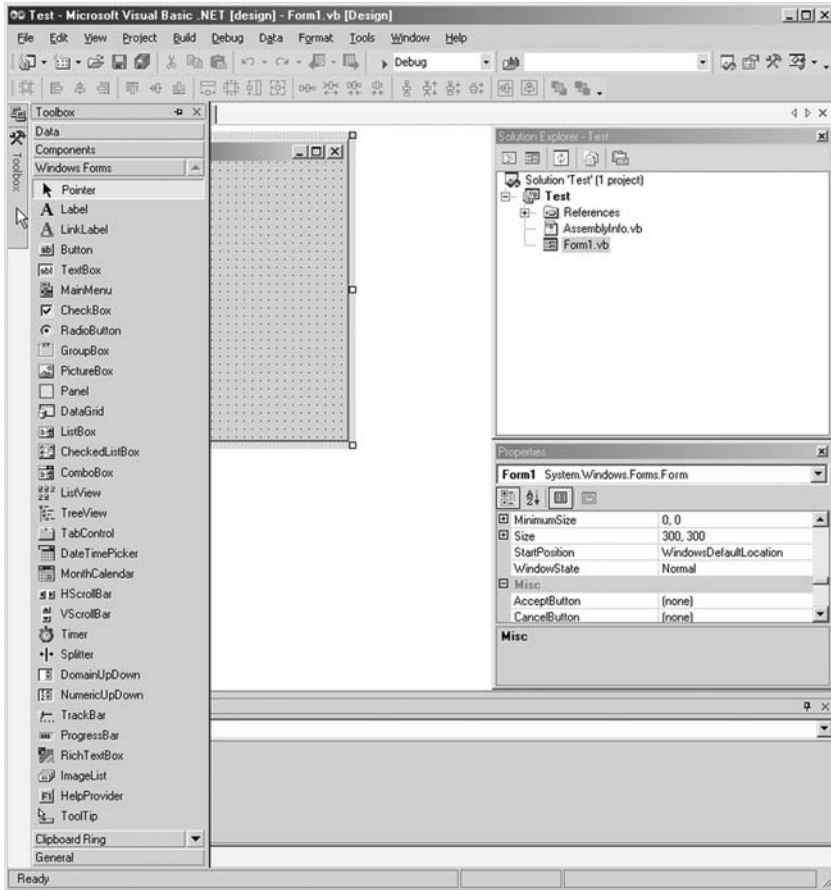 Test - Microsoft Visual Basic .NET [design] - Form1.vb [Design]
File Edit View Project Build Debug Data Format Tools Window Help
Debug
Toolbox
Toolbox
Data
Components
Windows Forms
Pointer
Label
LinkLabel
Button
TextBox
MainMenu
CheckBox
RadioButton
GroupBox
PictureBox
Panel
DataGrid
ListBox
CheckedListBox
ComboBox
ListView
TreeView
TabControl
DateTimePicker
MonthCalendar
HScrollBar
VScrollBar
Timer
Splitter
DomainUpDown
NumericUpDown
TrackBar
ProgressBar
RichTextBox
ImageList
HelpProvider
ToolTip
Clipboard Ring
General
Solution Explorer - Test
Solution 'Test' (1 project)
Test
References
AssemblyInfo.vb
Form1.vb
Properties
Form1 System.Windows.Forms.Form
MinimumSize 0, 0
Size 300, 300
StartPosition WindowsDefaultLocation
WindowState Normal
Misc
AcceptButton (none)
CancelButton (none)
Misc
Ready